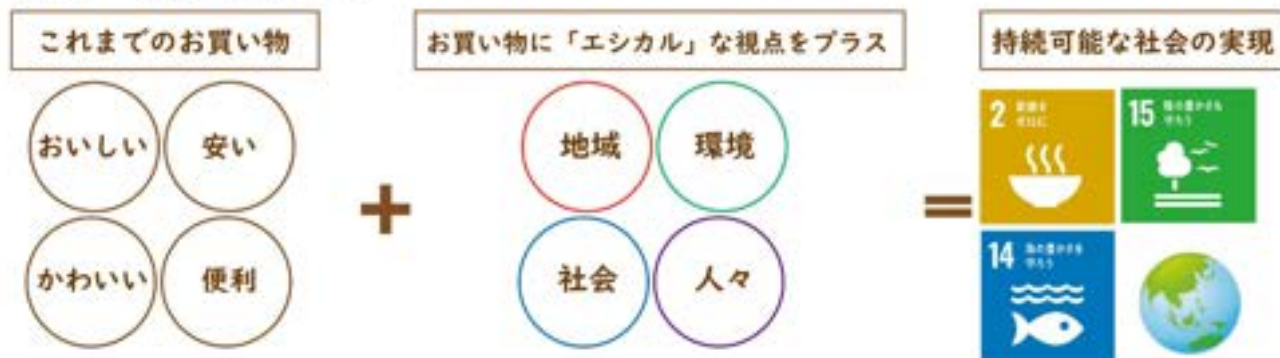 これまでのお買い物
おいしい
安い
かわいい
便利
+
お買い物に「エシカル」な視点をプラス
地域
環境
社会
人々
=
持続可能な社会の実現
2
15
14